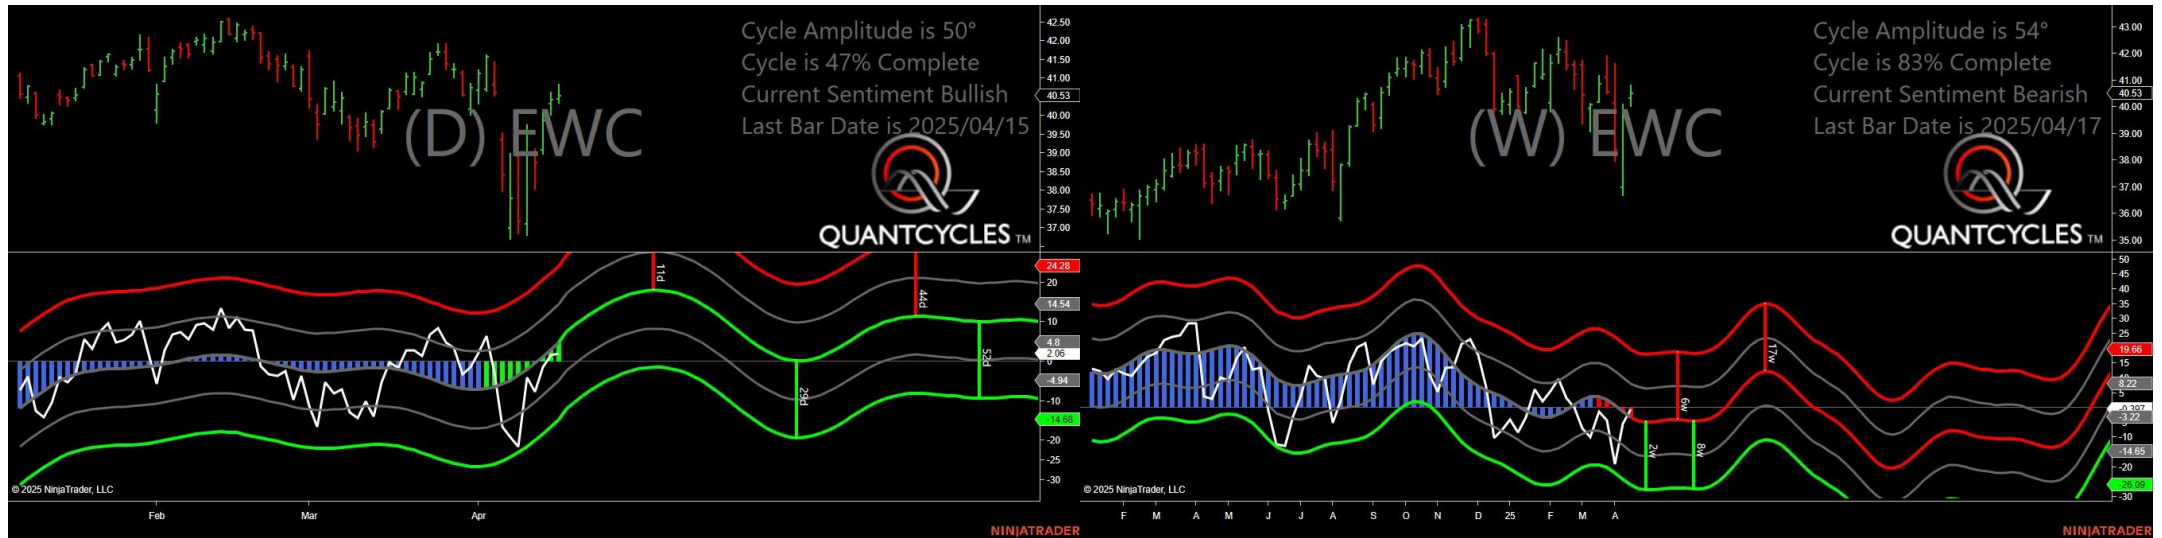 Cycle Amplitude is 50°
Cycle is 47% Complete
Current Sentiment Bullish
Last Bar Date is 2025/04/15
(D) EWC
QUANTCYCLES TM
42.50
42.00
41.50
41.00
40.53
40.00
39.50
39.00
38.50
38.00
37.50
37.00
11d
29d
44d
52d
24.28
20
14.54
10
4.8
2.06
-4.94
-10
-14.68
-20
-25
-30
© 2025 NinjaTrader, LLC
Feb
Mar
Apr
NINJATRADER
Cycle Amplitude is 54°
Cycle is 83% Complete
Current Sentiment Bearish
Last Bar Date is 2025/04/17
(W) EWC
QUANTCYCLES TM
43.00
42.00
41.00
40.53
40.00
39.00
38.00
37.00
36.00
35.00
2w
6w
8w
17w
50
45
40
35
30
25
19.66
15
8.22
5
-0.397
-3.22
-10
-14.65
-20
-26.09
-30
© 2025 NinjaTrader, LLC
F
M
A
M
J
J
A
S
O
N
D
25
F
M
A
NINJATRADER